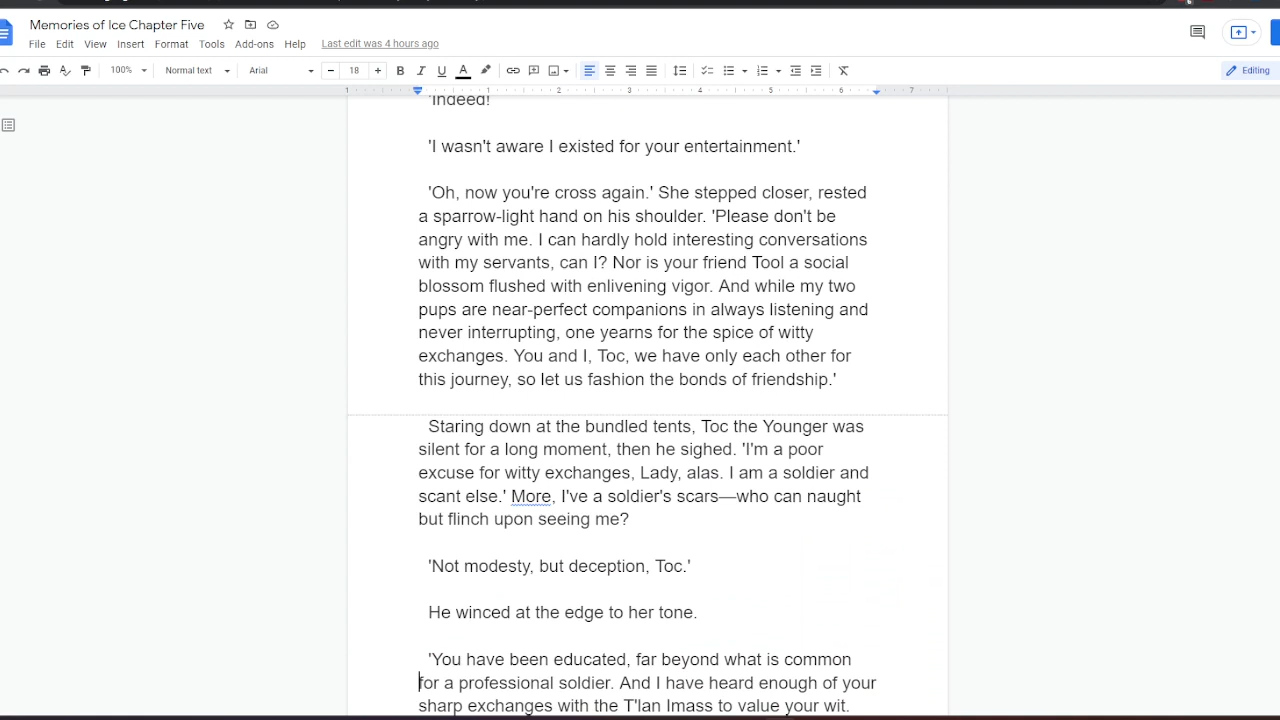 Memories of Ice Chapter Five
File Edit View Insert Format Tools Add-ons Help Last edit was 4 hours ago
100% Normal text Arial 18 B I U A Editing
1 1 2 3 4 5 6 7
'Indeed!
'I wasn't aware I existed for your entertainment.'
'Oh, now you're cross again.' She stepped closer, rested
a sparrow-light hand on his shoulder. 'Please don't be
angry with me. I can hardly hold interesting conversations
with my servants, can I? Nor is your friend Tool a social
blossom flushed with enlivening vigor. And while my two
pups are near-perfect companions in always listening and
never interrupting, one yearns for the spice of witty
exchanges. You and I, Toc, we have only each other for
this journey, so let us fashion the bonds of friendship.'
Staring down at the bundled tents, Toc the Younger was
silent for a long moment, then he sighed. 'I'm a poor
excuse for witty exchanges, Lady, alas. I am a soldier and
scant else.' More, I've a soldier's scars—who can naught
but flinch upon seeing me?
'Not modesty, but deception, Toc.'
He winced at the edge to her tone.
'You have been educated, far beyond what is common
for a professional soldier. And I have heard enough of your
sharp exchanges with the T'lan Imass to value your wit.